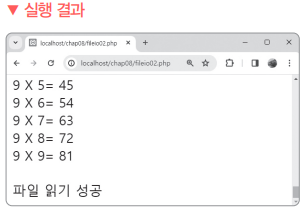 ▼ 실행 결과
localhost/chap08/fileio02.php
localhost/chap08/fileio02.php
9 X 5= 45
9 X 6= 54
9 X 7= 63
9 X 8= 72
9 X 9= 81
파일 읽기 성공